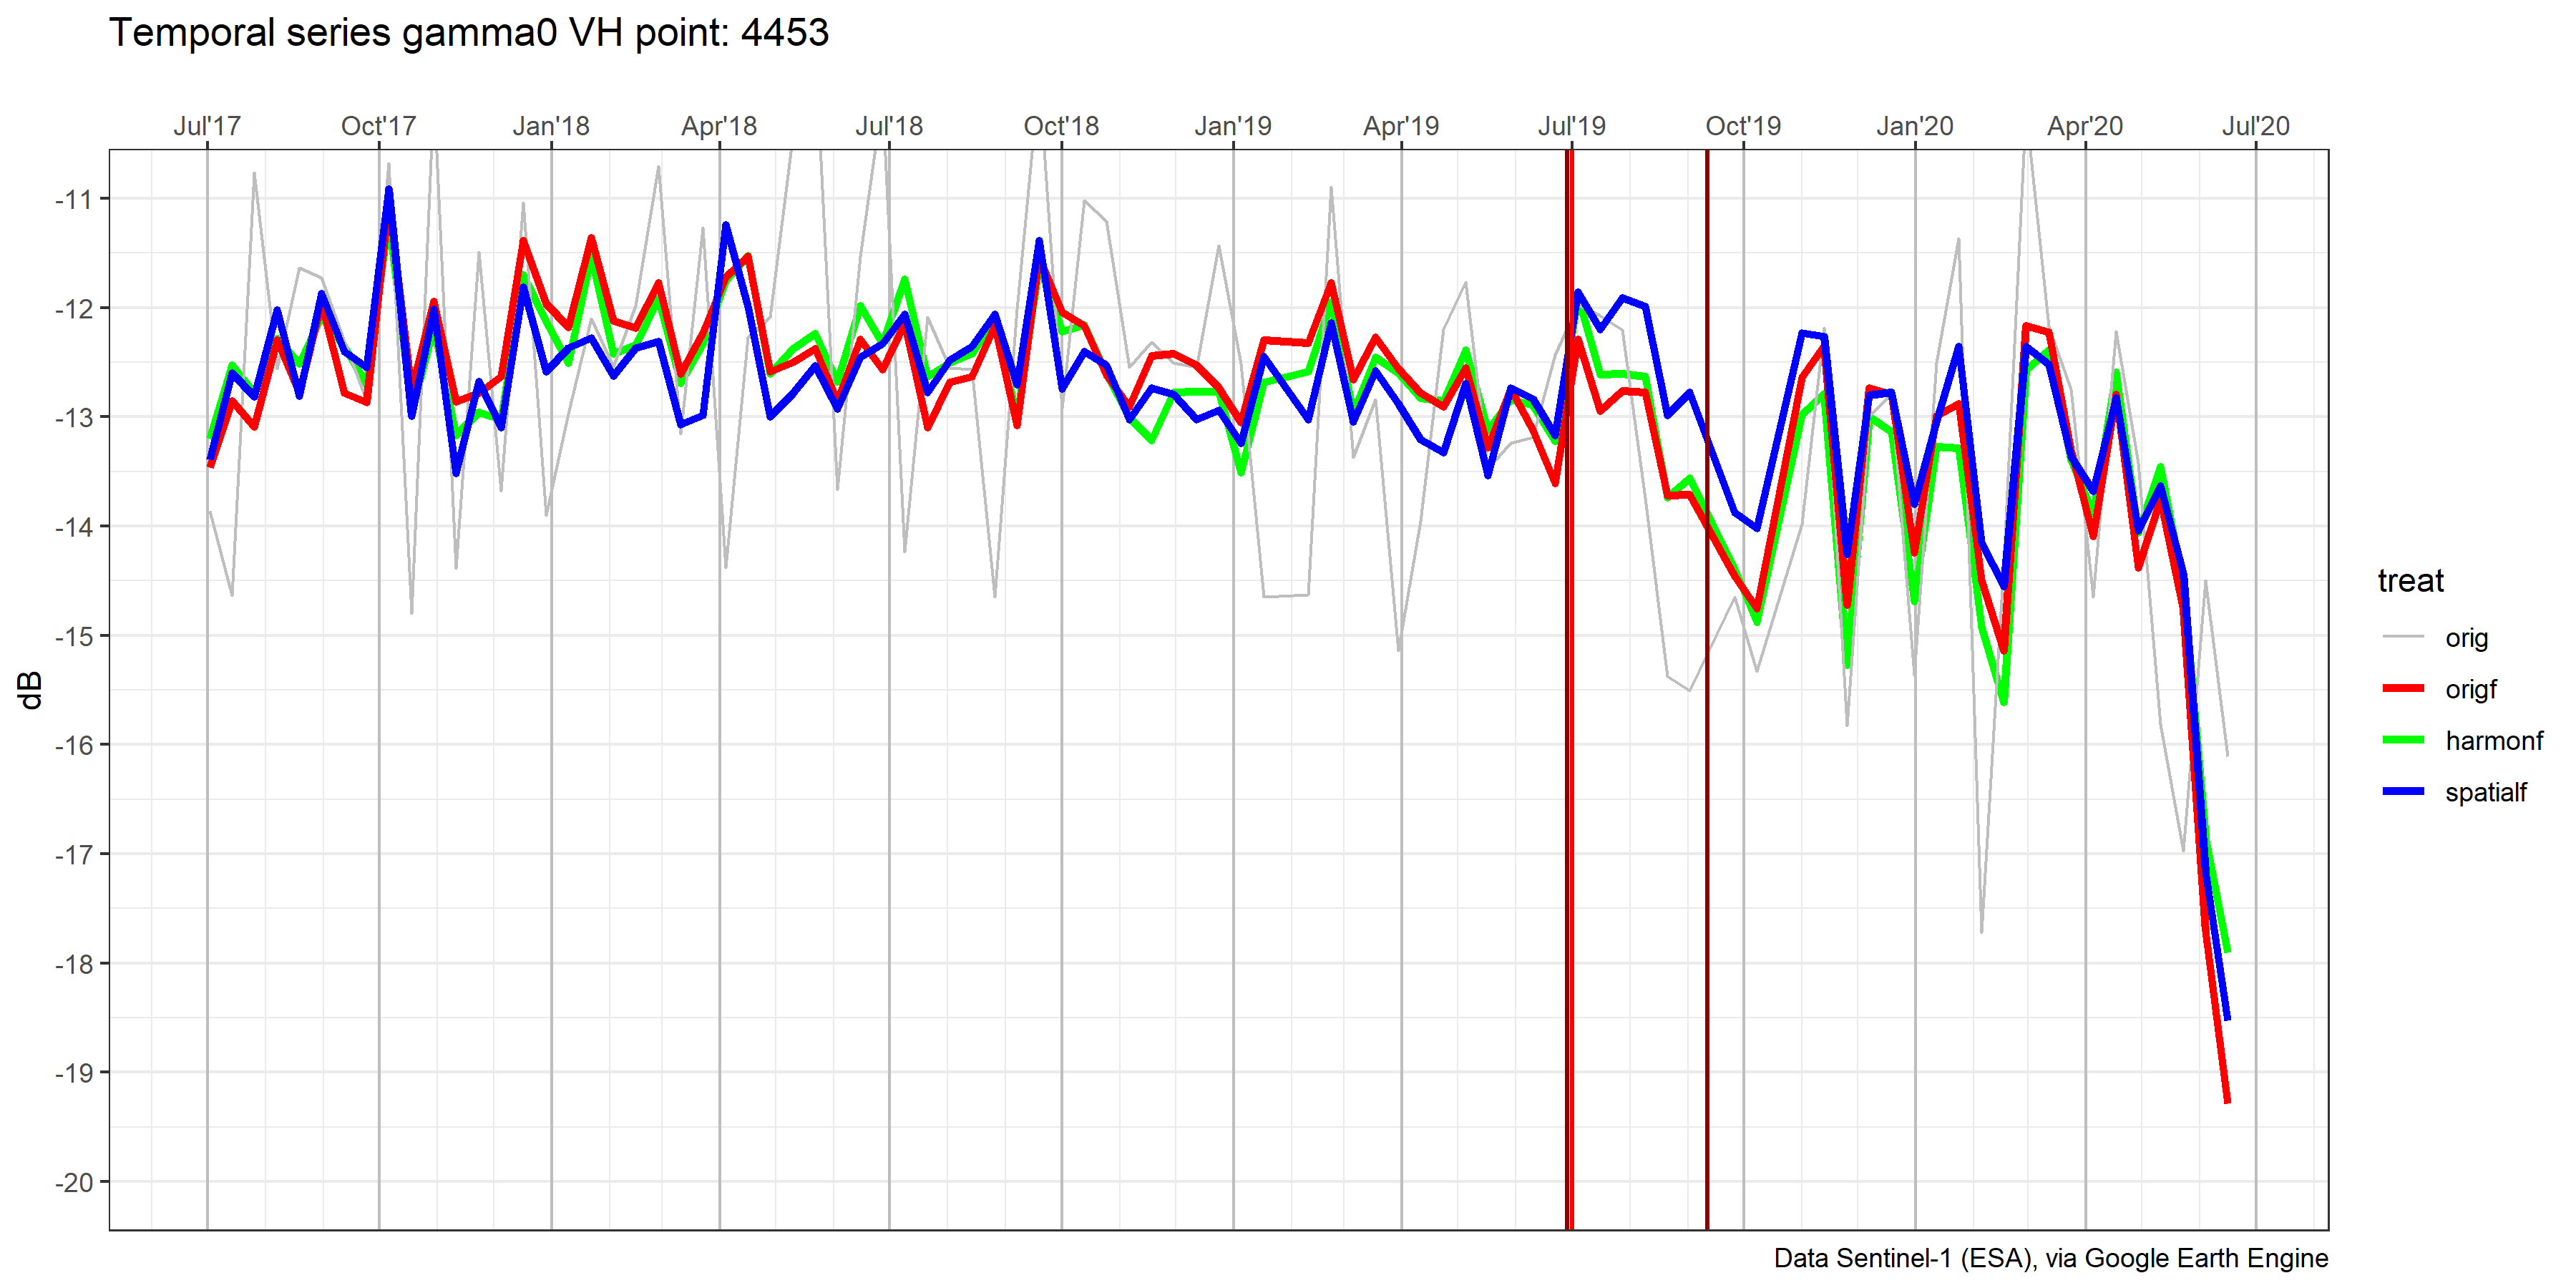 Temporal series gamma0 VH point: 4453
Jul'17 Oct'17 Jan'18 Apr'18 Jul'18 Oct'18 Jan'19 Apr'19 Jul'19 Oct'19 Jan'20 Apr'20 Jul'20
-11
-12
-13
-14
-15
-16
-17
-18
-19
-20
dB
treat
orig
origf
harmonf
spatialf
Data Sentinel-1 (ESA), via Google Earth Engine